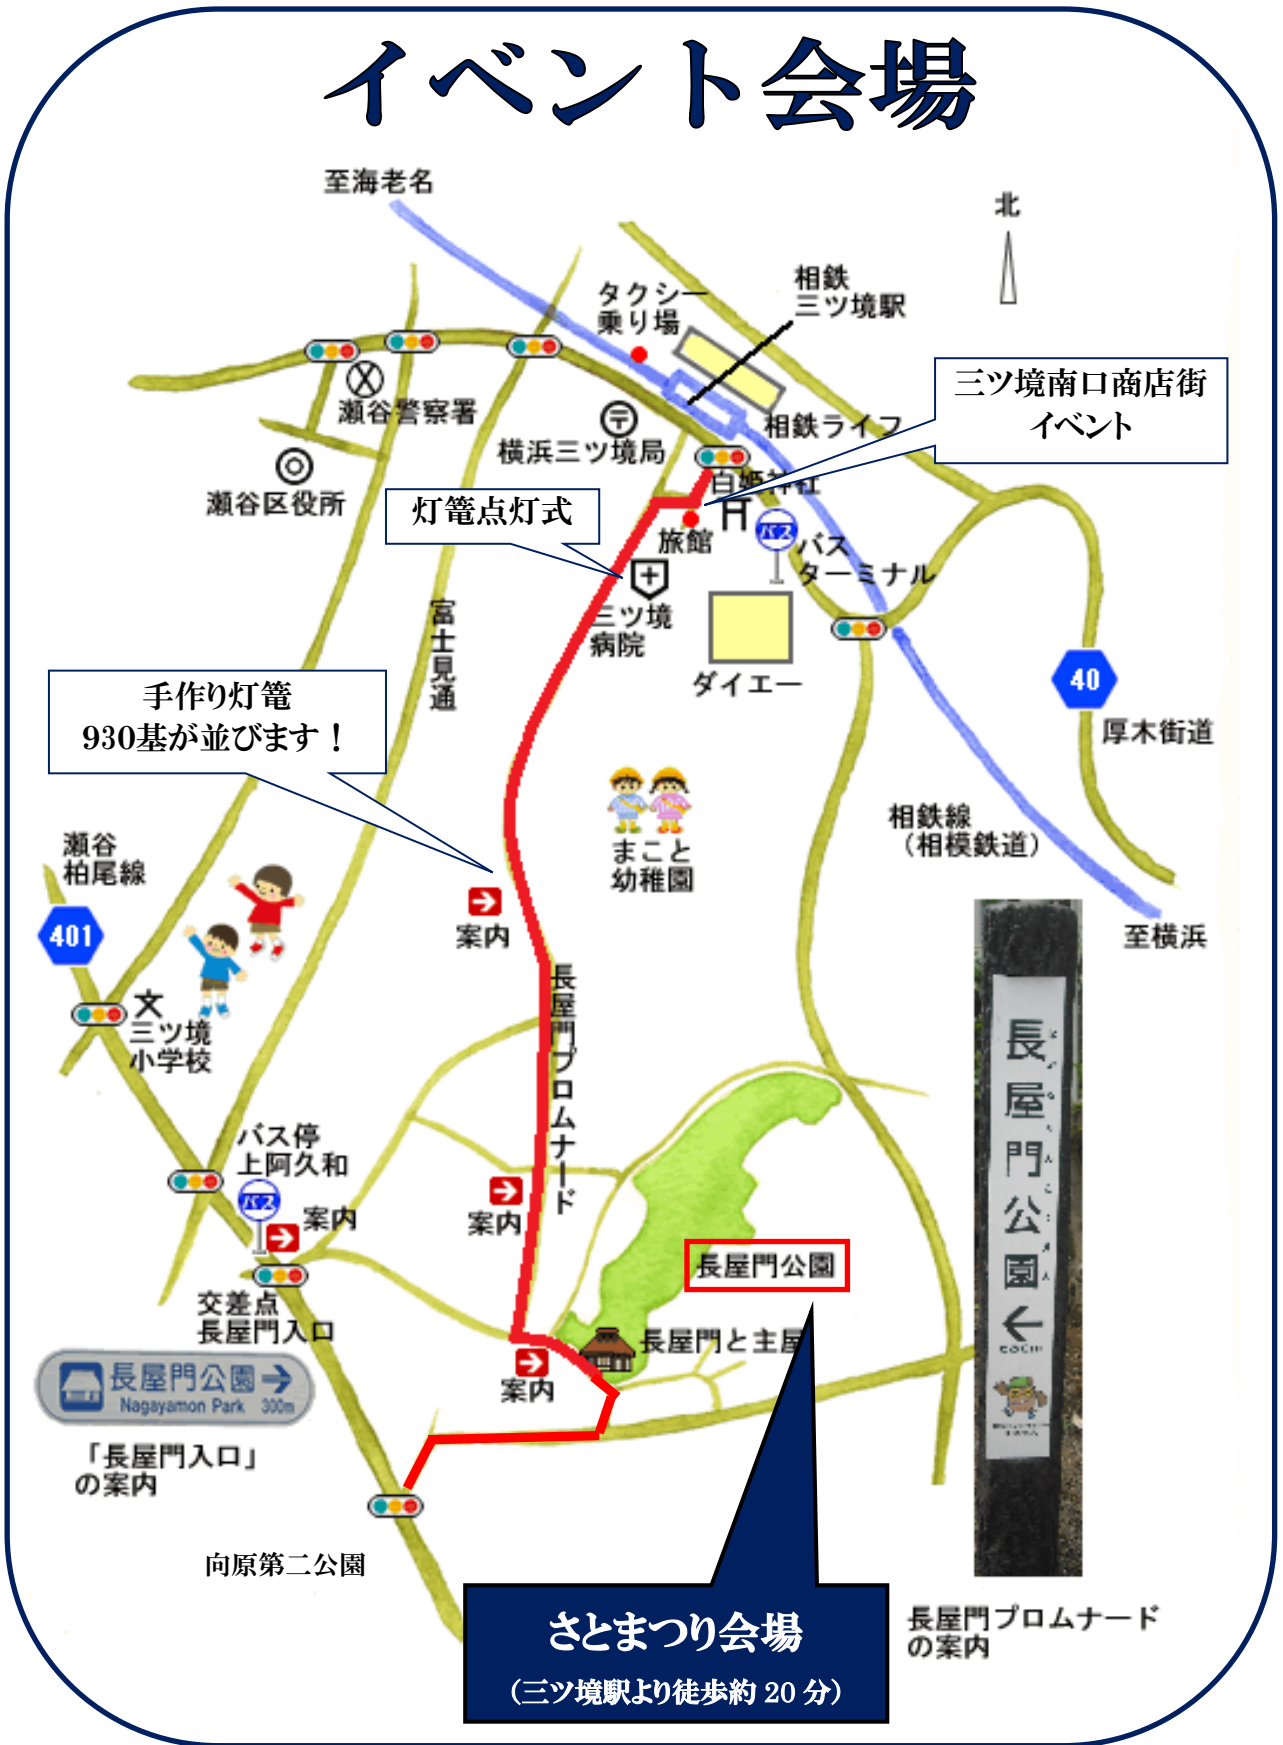 イベント会場
至海老名
北
相鉄
三ツ境駅
タクシー
乗り場
三ツ境南口商店街
イベント
瀬谷警察署
相鉄ライフ
横浜三ツ境局
瀬谷区役所
白姫神社
灯篭点灯式
旅館
バス
バス
ターミナル
三ツ境
病院
富士見通
ダイエー
40
厚木街道
手作り灯篭
930基が並びます！
相鉄線
（相模鉄道）
まこと
幼稚園
瀬谷
柏尾線
401
案内
至横浜
長屋門プロムナード
文
三ツ境
小学校
バス停
上阿久和
バス
案内
案内
長屋門公園
交差点
長屋門入口
長屋門と主屋
案内
長屋門公園
Nagayamon Park 300m
「長屋門入口」
の案内
長屋門公園
向原第二公園
さとまつり会場
（三ツ境駅より徒歩約 20 分）
長屋門プロムナード
の案内